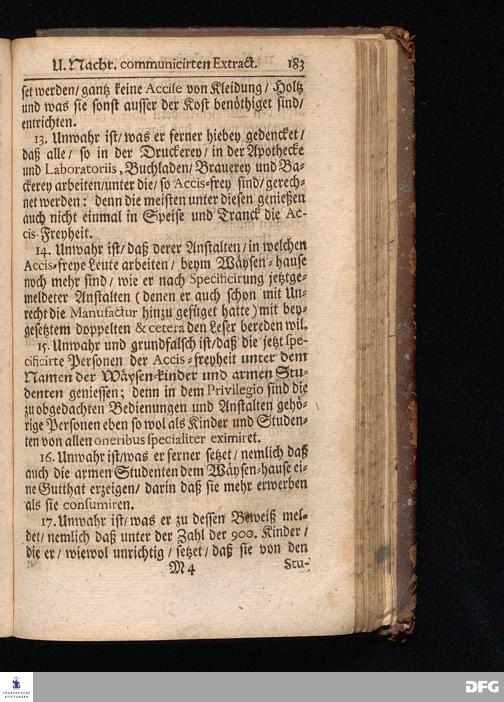 U. Nachr. communicirten Extract. 183
set werden/ gantz keine Accise von Kleidung/ Holtz
und was sie sonst ausser der Kost benöthiget sind/
entrichten.
13. Unwahr ist/ was er ferner hiebey gedencket/
daß alle/ so in der Druckerey/ in der Apothecke
und Laboratoriis, Buchladen/ Brauerey und Ba-
ckerey arbeiten/ unter die/ so Accis-frey sind/ gerech-
net werden: denn die meisten unter diesen genießen
auch nicht einmal in Speise und Tranck die Ac-
cis-Freyheit.
14. Unwahr ist/ daß derer Anstalten/ in welchen
Accis-freye Leute arbeiten/ beym Wäysen-hause
noch mehr sind/ wie er nach Specificirung jetztge-
meldeter Anstalten (denen er auch schon mit Un-
recht die Manufactur hinzu gefüget hatte) mit bey-
gesetztem doppelten & cetera den Leser bereden wil.
15. Unwahr und grundfalsch ist/ daß die jetzt spe-
cificirte Personen der Accis-freyheit unter dem
Namen der Wäysen-kinder und armen Stu-
denten geniessen; denn in dem Privilegio sind die
zu obgedachten Bedienungen und Anstalten gehö-
rige Personen eben so wol als Kinder und Studen-
ten von allen oneribus specialiter eximiret.
16. Unwahr ist/ was er ferner setzet/ nemlich daß
auch die armen Studenten dem Wäysen-hause ei-
ne Gutthat erzeigen/ darin daß sie mehr erwerben
als sie consumiren.
17. Unwahr ist/ was er zu dessen Beweiß mel-
det/ nemlich daß unter der Zahl der 900. Kinder/
die er/ wiewol unrichtig/ setzet/ daß sie von den
M 4 Stu-
FRANCKESCHE STIFTUNGEN
DFG